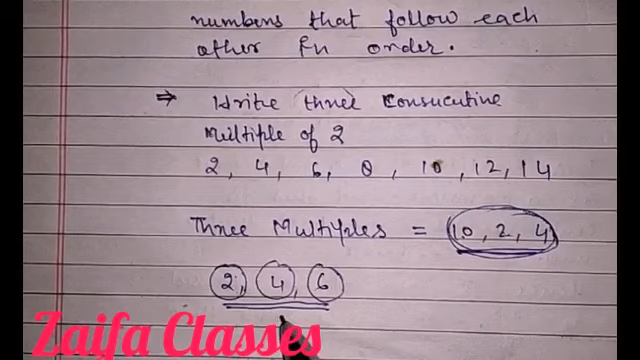 numbers that follow each
other in order.
⇒ Write three consucutive
Multiple of 2
2, 4, 6, 8, 10, 12, 14
Three Multiples = 10, 2, 4
2, 4 6
Zaifa Classes